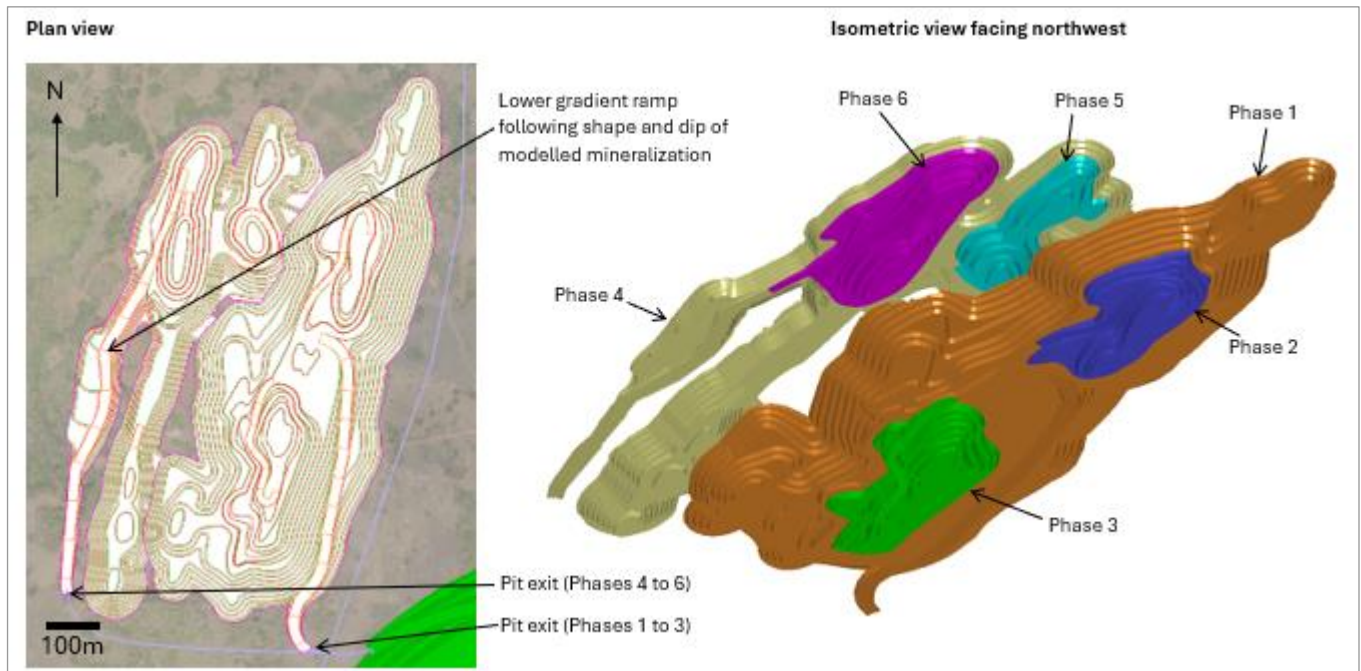 Plan view
Isometric view facing northwest
N
Lower gradient ramp
following shape and dip of
modelled mineralization
Phase 6
Phase 5
Phase 1
Phase 4
Phase 2
Phase 3
Pit exit (Phases 4 to 6)
Pit exit (Phases 1 to 3)
100m